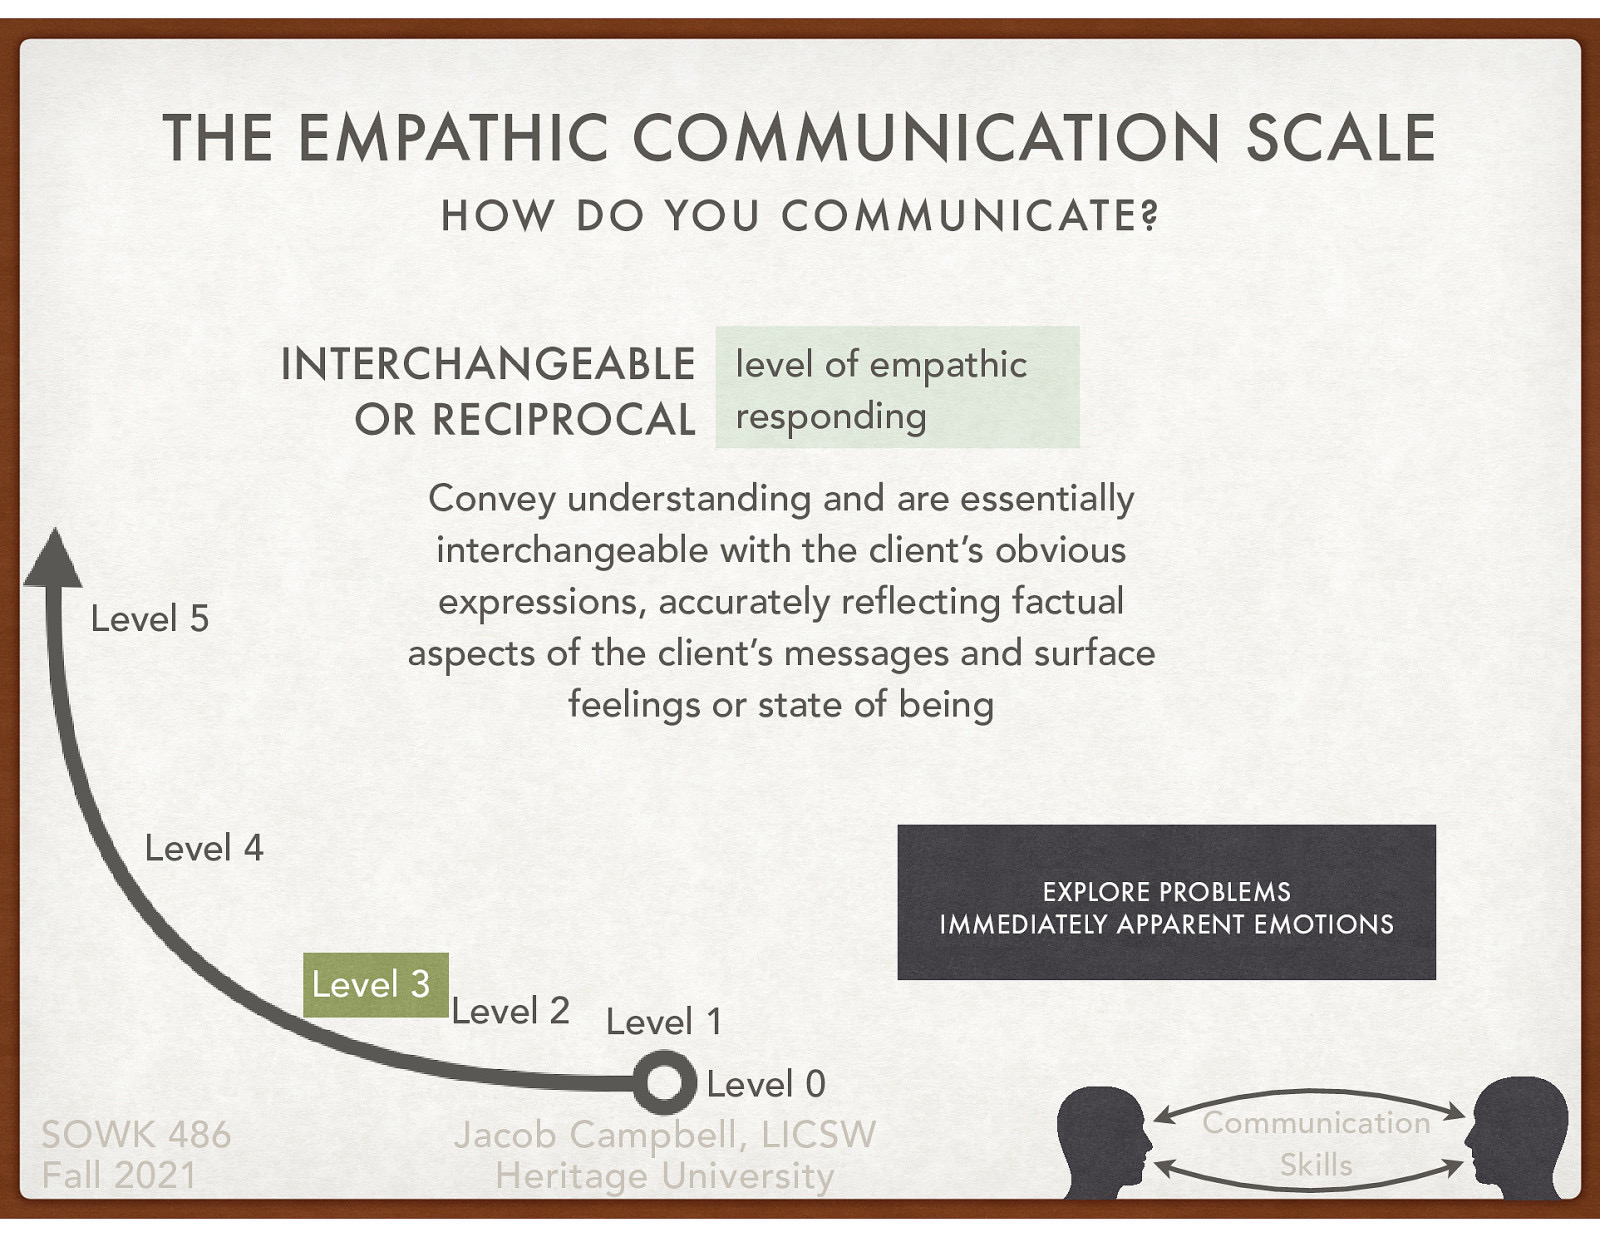 THE EMPATHIC COMMUNICATION SCALE
HOW DO YOU COMMUNICATE?
INTERCHANGEABLE
OR RECIPROCAL
level of empathic
responding
Convey understanding and are essentially
interchangeable with the client’s obvious
expressions, accurately reflecting factual
aspects of the client’s messages and surface
feelings or state of being
Level 5
Level 4
EXPLORE PROBLEMS
IMMEDIATELY APPARENT EMOTIONS
Level 3
Level 2
Level 1
Level 0
SOWK 486
Fall 2021
Jacob Campbell, LICSW
Heritage University
Communication
Skills